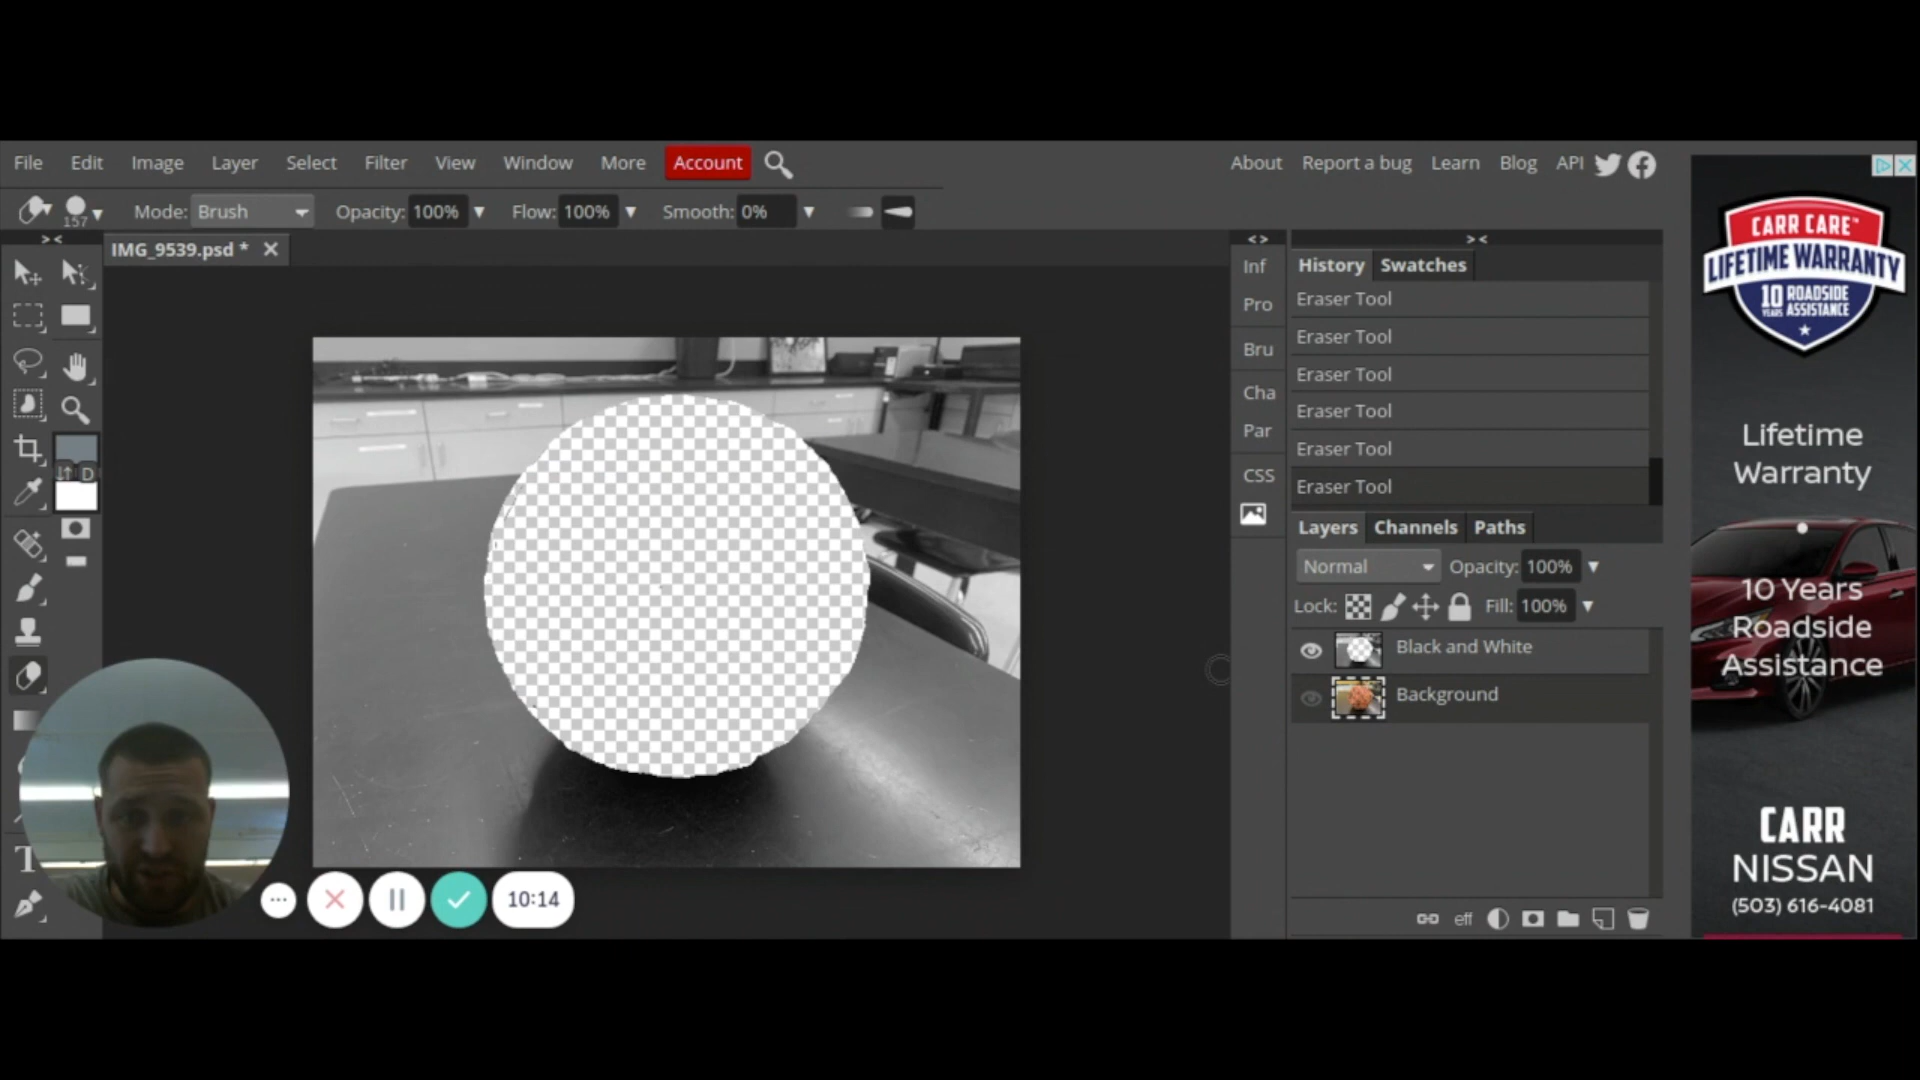 File Edit Image Layer Select Filter View Window More Account
About Report a bug Learn Blog API
157 Mode: Brush Opacity: 100% Flow: 100% Smooth: 0%
IMG_9539.psd *
D
T
10:14
Inf
Pro
Bru
Cha
Par
CSS
History Swatches
Eraser Tool
Eraser Tool
Eraser Tool
Eraser Tool
Eraser Tool
Eraser Tool
Layers Channels Paths
Normal Opacity: 100%
Lock: Fill: 100%
Black and White
Background
eff
CARR CARE™
LIFETIME WARRANTY
10 YEARS ROADSIDE ASSISTANCE
Lifetime
Warranty
10 Years
Roadside
Assistance
CARR
NISSAN
(503) 616-4081